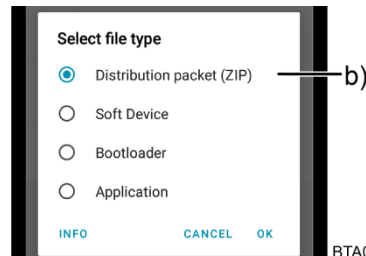 Select file type
Distribution packet (ZIP)
b)
Soft Device
Bootloader
Application
INFO CANCEL OK